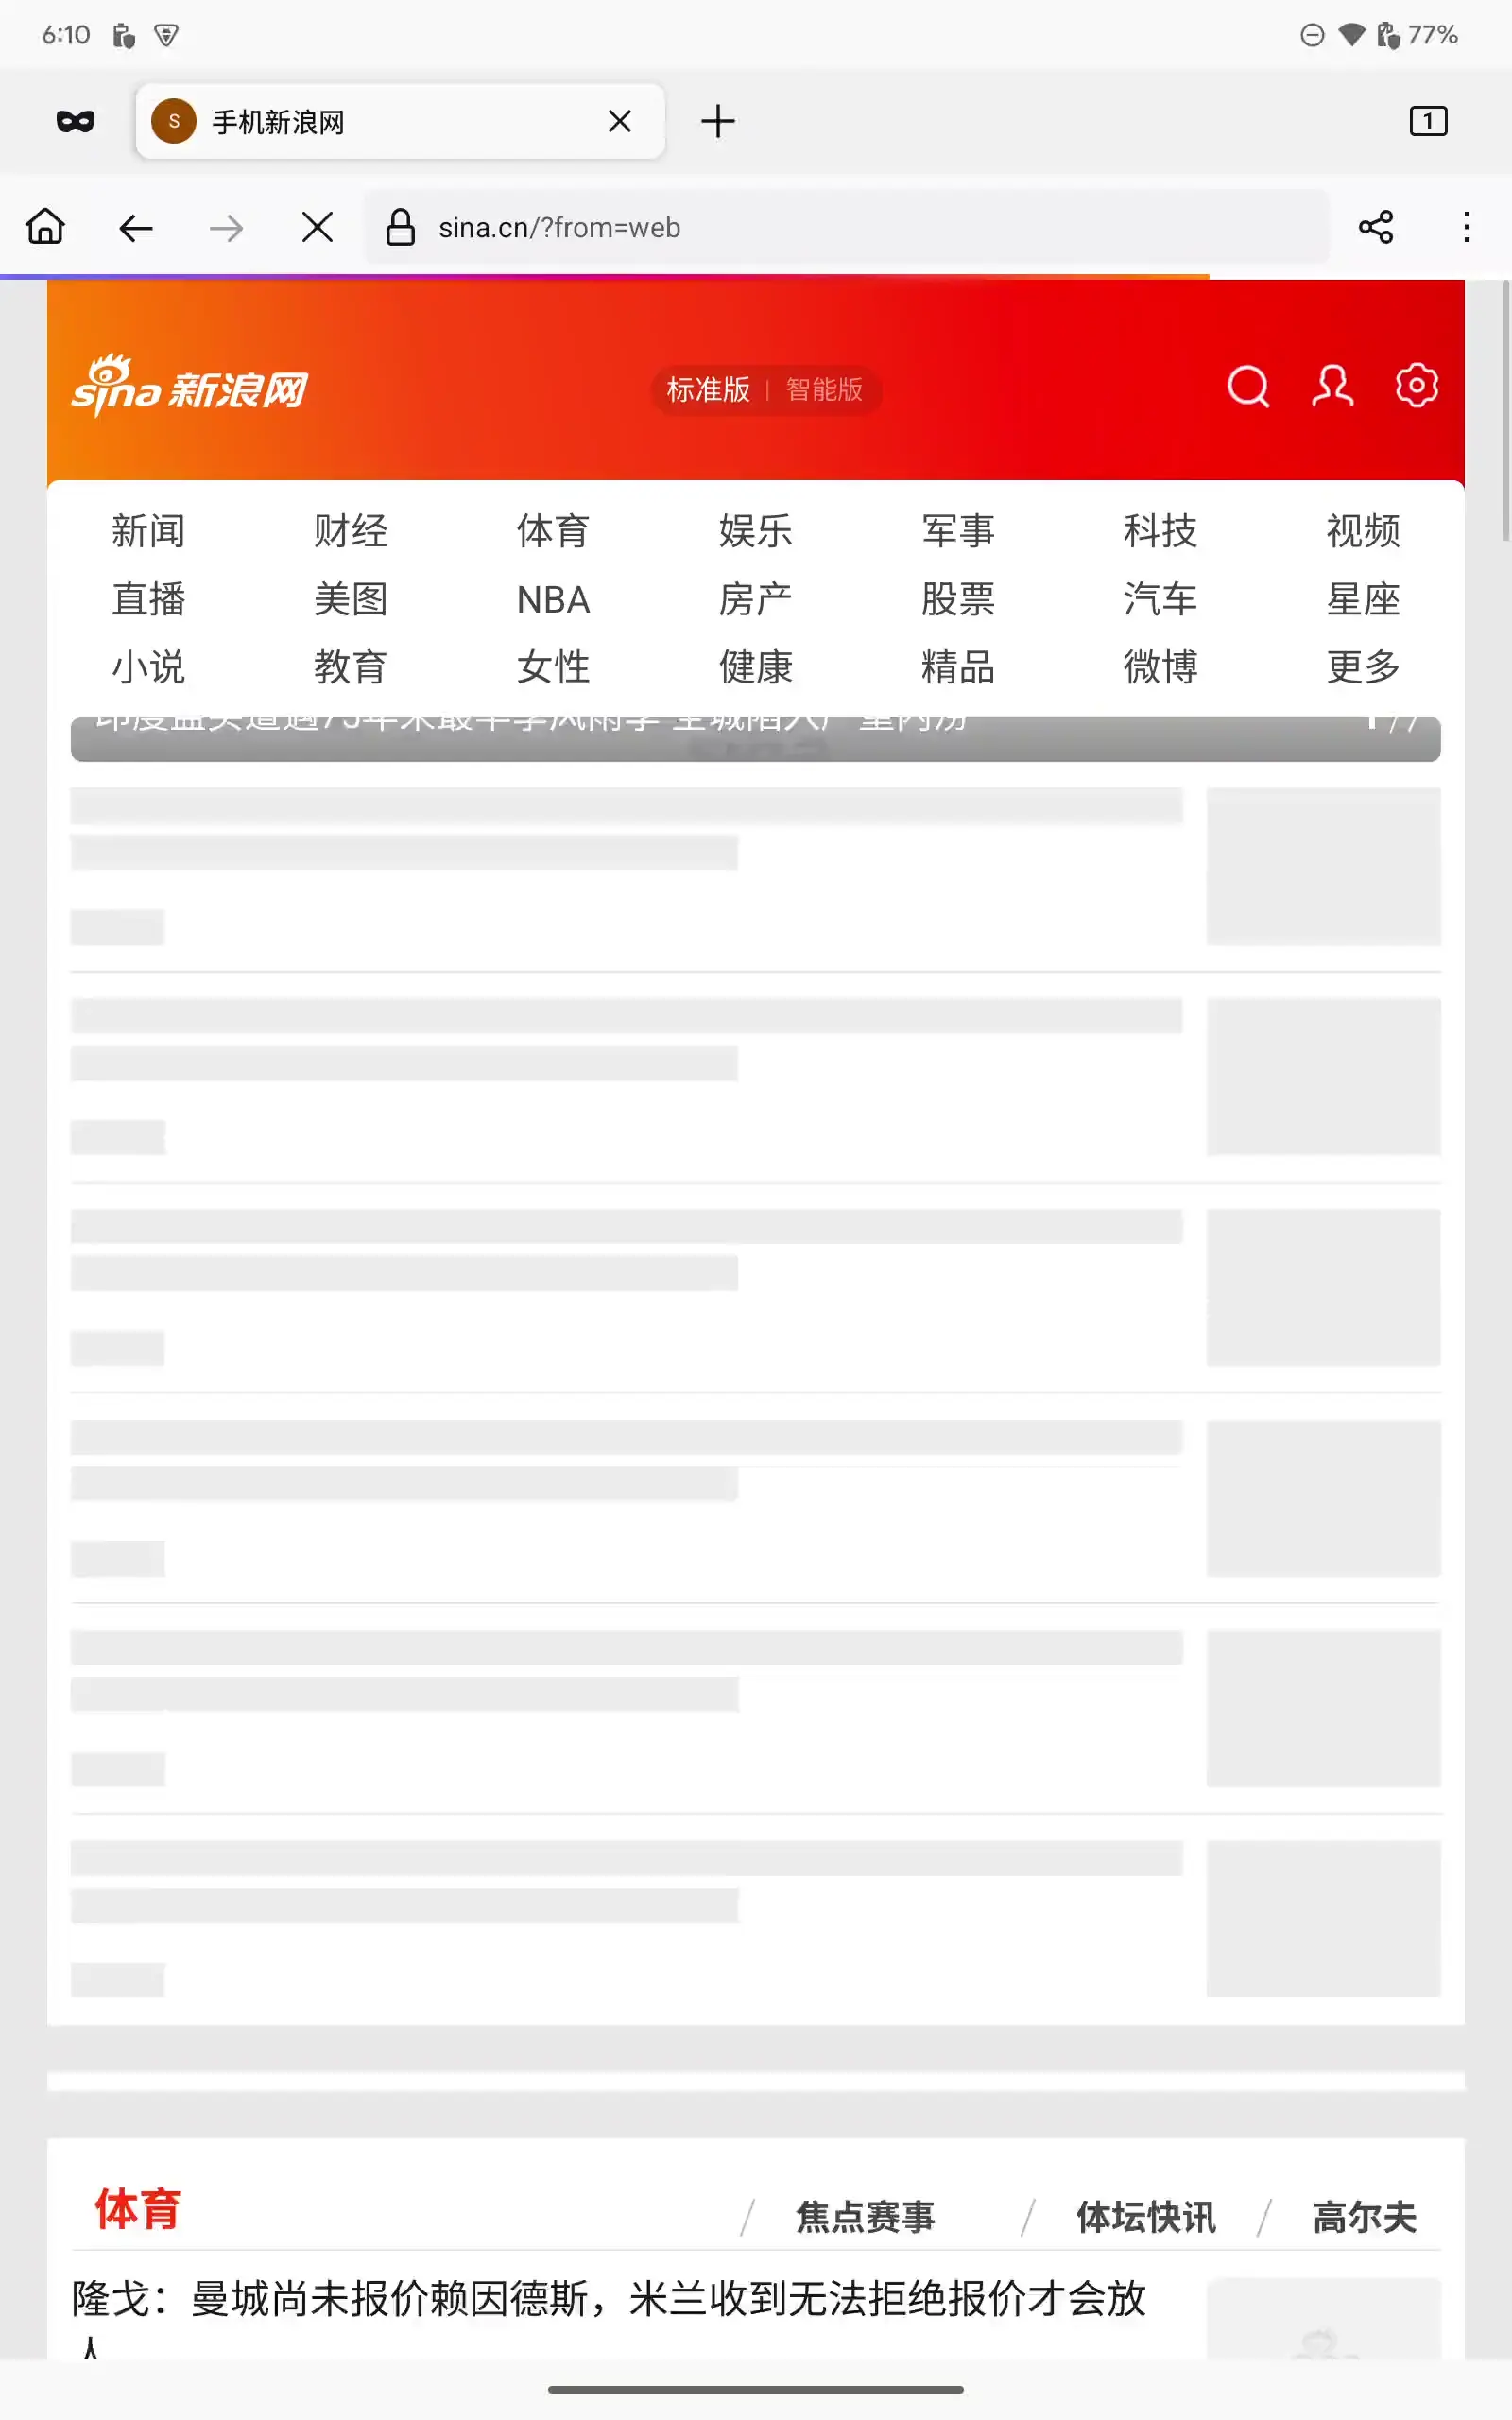 6:10
77%
S 手机新浪网
1
sina.cn/?from=web
sina 新浪网
标准版 | 智能版
新闻 财经 体育 娱乐 军事 科技 视频
直播 美图 NBA 房产 股票 汽车 星座
小说 教育 女性 健康 精品 微博 更多
体育 / 焦点赛事 / 体坛快讯 / 高尔夫
隆戈：曼城尚未报价赖因德斯，米兰收到无法拒绝报价才会放
人